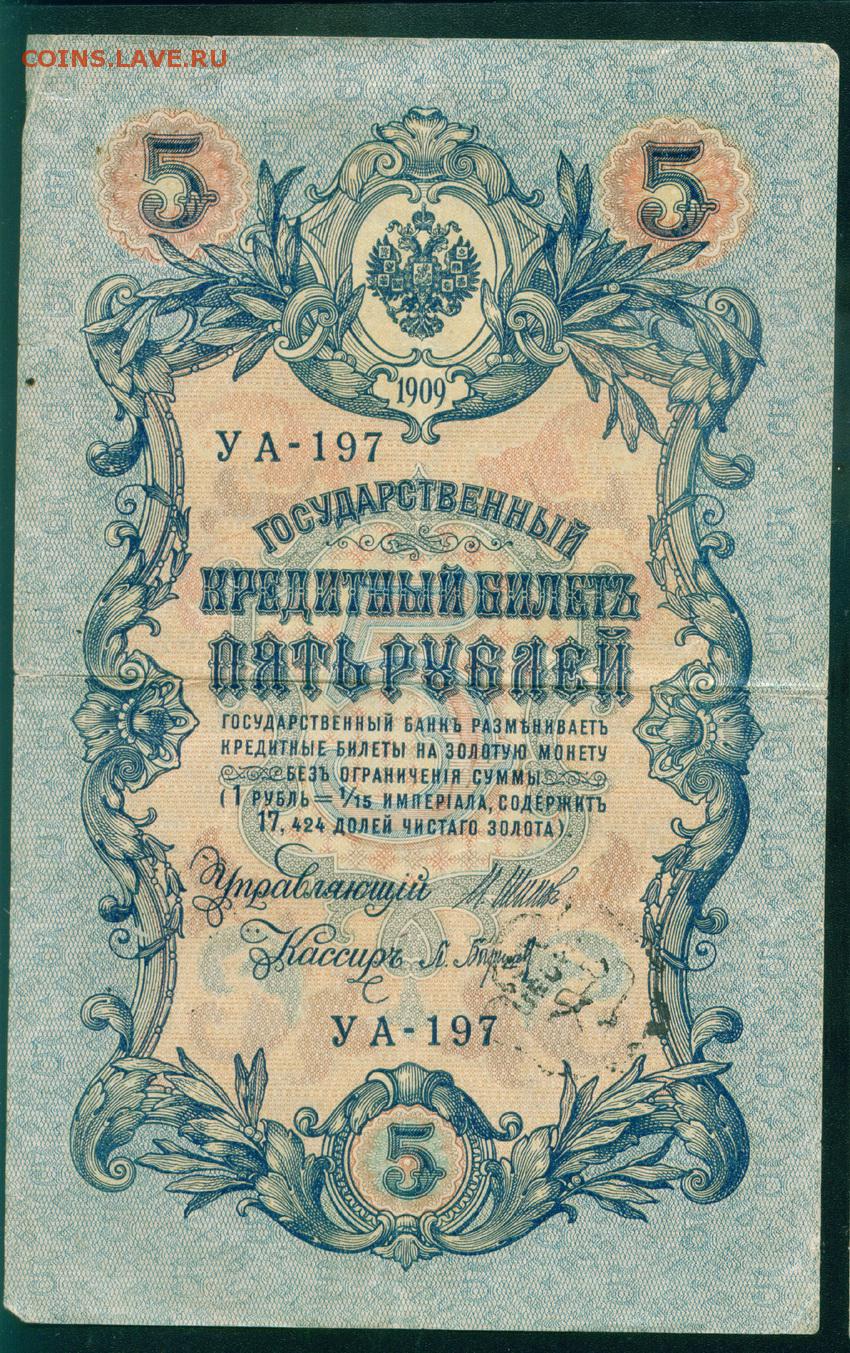 COINS.LAVE.RU
5 5
1909
УА-197
ГОСУДАРСТВЕННЫЙ
КРЕДИТНЫЙ БИЛЕТЪ
ПЯТЬ РУБЛЕЙ
ГОСУДАРСТВЕННЫЙ БАНКЪ РАЗМѢНИВАЕТЪ
КРЕДИТНЫЕ БИЛЕТЫ НА ЗОЛОТУЮ МОНЕТУ
БЕЗЪ ОГРАНИЧЕНІЯ СУММЫ
(1 РУБЛЬ = 1/15 ИМПЕРІАЛА, СОДЕРЖИТЪ
17,424 ДОЛЕЙ ЧИСТАГО ЗОЛОТА).
Управляющій
Кассиръ
УА-197
5